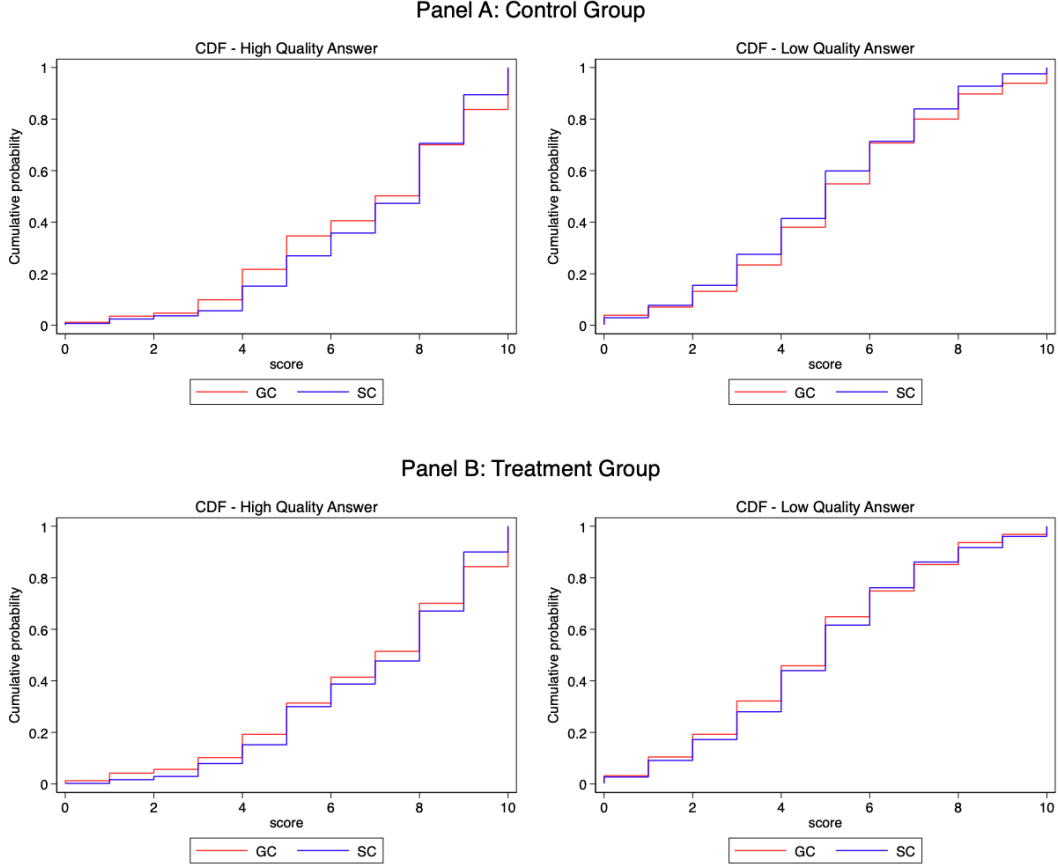 Panel A: Control Group
CDF - High Quality Answer
Cumulative probability
1
0.8
0.6
0.4
0.2
0
0 2 4 6 8 10
score
GC SC
CDF - Low Quality Answer
Cumulative probability
1
0.8
0.6
0.4
0.2
0
0 2 4 6 8 10
score
GC SC
Panel B: Treatment Group
CDF - High Quality Answer
Cumulative probability
1
0.8
0.6
0.4
0.2
0
0 2 4 6 8 10
score
GC SC
CDF - Low Quality Answer
Cumulative probability
1
0.8
0.6
0.4
0.2
0
0 2 4 6 8 10
score
GC SC